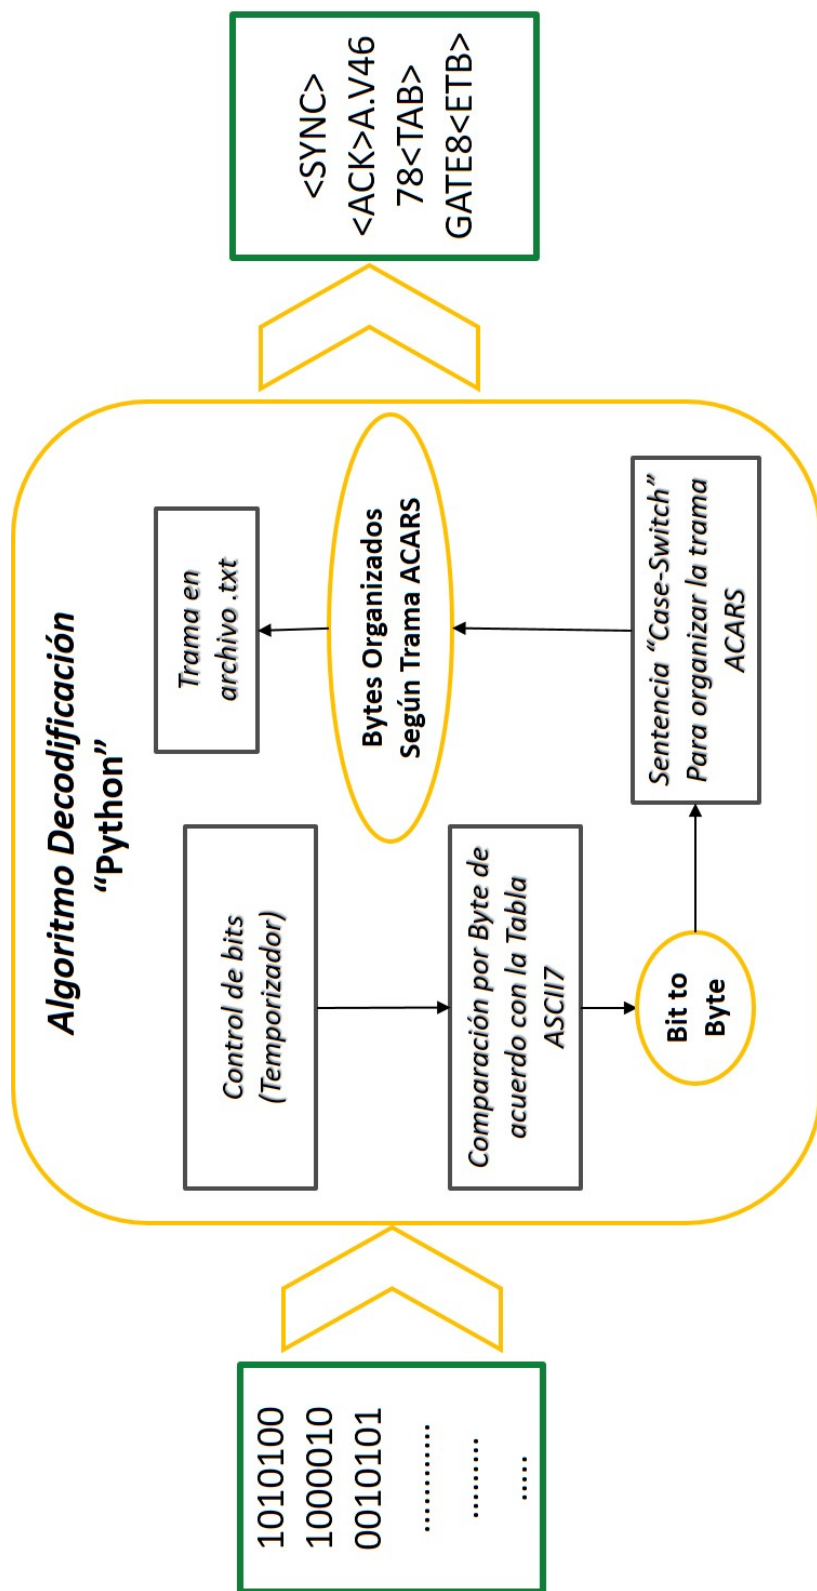 1010100
1000010
0010101
.............
.........
.....
Algoritmo Decodificación
“Python”
Control de bits
(Temporizador)
Comparación por Byte de
acuerdo con la Tabla
ASCII7
Bit to
Byte
Sentencia “Case-Switch”
Para organizar la trama
ACARS
Bytes Organizados
Según Trama ACARS
Trama en
archivo .txt
<SYNC>
<ACK>A.V46
78<TAB>
GATE8<ETB>